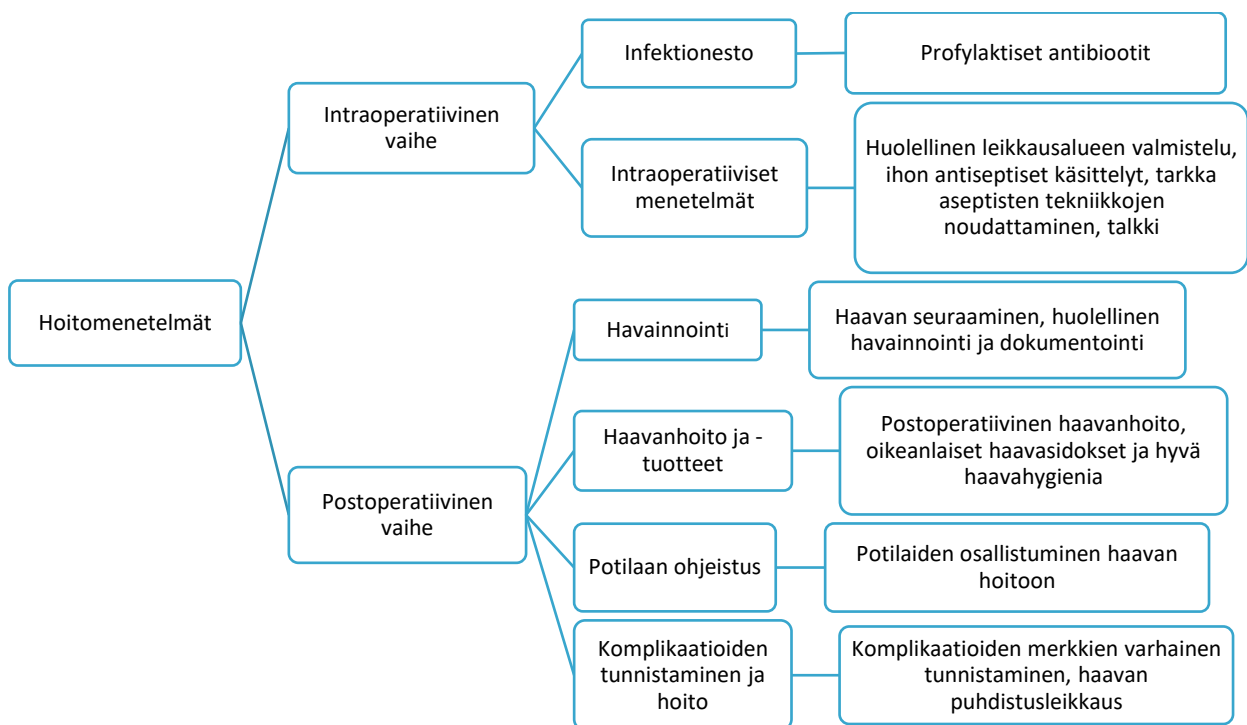 Hoitomenetelmät
Intraoperatiivinen
vaihe
Infektionesto
Profylaktiset antibiootit
Intraoperatiiviset
menetelmät
Huolellinen leikkausalueen valmistelu,
ihon antiseptiset käsittelyt, tarkka
aseptisten tekniikkojen
noudattaminen, talkki
Postoperatiivinen
vaihe
Havainnointi
Haavan seuraaminen, huolellinen
havainnointi ja dokumentointi
Haavanhoito ja -
tuotteet
Postoperatiivinen haavanhoito,
oikeanlaiset haavasidokset ja hyvä
haavahygienia
Potilaan ohjeistus
Potilaiden osallistuminen haavan
hoitoon
Komplikaatioiden
tunnistaminen ja
hoito
Komplikaatioiden merkkien varhainen
tunnistaminen, haavan
puhdistusleikkaus